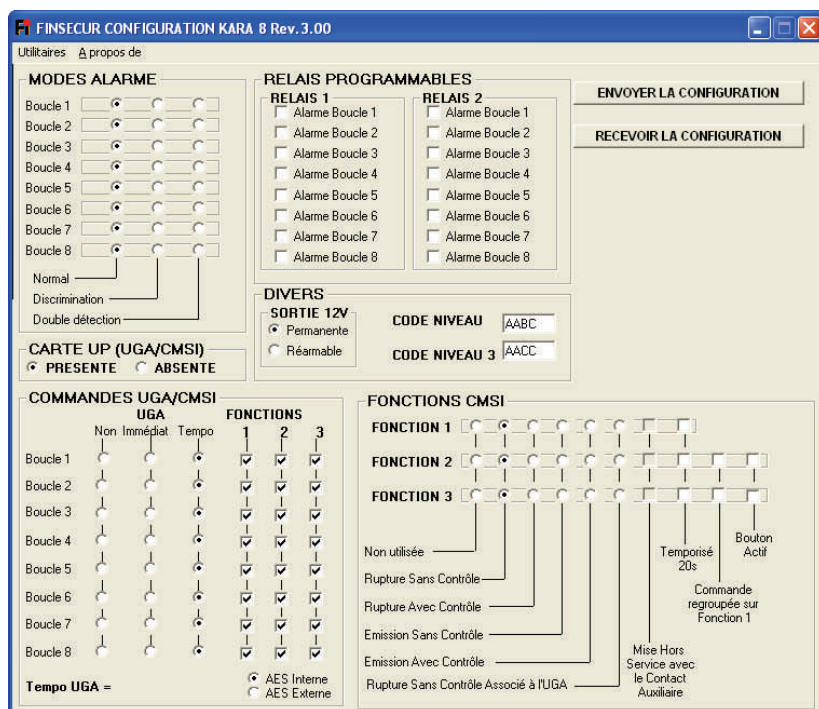 FINSECUR CONFIGURATION KARA 8 Rev.3.00
Utilitaires A propos de
MODES ALARME
Boucle 1
Boucle 2
Boucle 3
Boucle 4
Boucle 5
Boucle 6
Boucle 7
Boucle 8
Normal
Discrimination
Double détection
RELAIS PROGRAMMABLES
RELAIS 1
Alarme Boucle 1
Alarme Boucle 2
Alarme Boucle 3
Alarme Boucle 4
Alarme Boucle 5
Alarme Boucle 6
Alarme Boucle 7
Alarme Boucle 8
RELAIS 2
Alarme Boucle 1
Alarme Boucle 2
Alarme Boucle 3
Alarme Boucle 4
Alarme Boucle 5
Alarme Boucle 6
Alarme Boucle 7
Alarme Boucle 8
ENVOYER LA CONFIGURATION
RECEVOIR LA CONFIGURATION
DIVERS
SORTIE 12V
Permanente
Réarmable
CODE NIVEAU AABC
CODE NIVEAU 3 AACC
CARTE UP (UGA/CMSI)
PRESENTE ABSENTE
COMMANDES UGA/CMSI
UGA FONCTIONS
Non Immédiat Tempo 1 2 3
Boucle 1
Boucle 2
Boucle 3
Boucle 4
Boucle 5
Boucle 6
Boucle 7
Boucle 8
Tempo UGA =
AES Interne
AES Externe
FONCTIONS CMSI
FONCTION 1
FONCTION 2
FONCTION 3
Non utilisée
Rupture Sans Contrôle
Rupture Avec Contrôle
Emission Sans Contrôle
Emission Avec Contrôle
Rupture Sans Contrôle Associé à l'UGA
Mise Hors
Service avec
le Contact
Auxiliaire
Temporisé
20s
Commande
regroupée sur
Fonction 1
Bouton
Actif